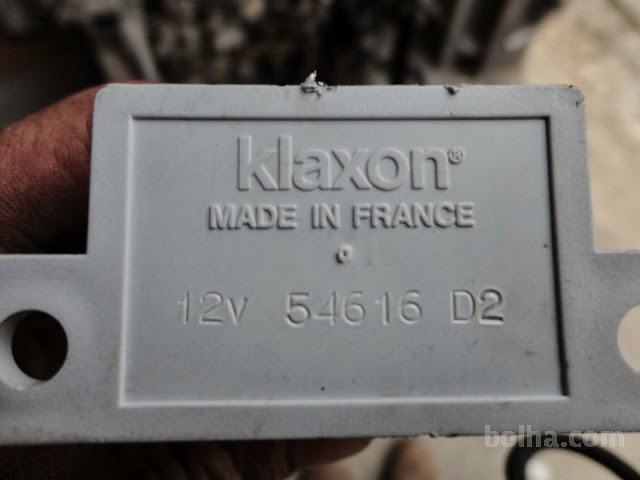 klaxon®
MADE IN FRANCE
12v 54616 D2
bolha.com